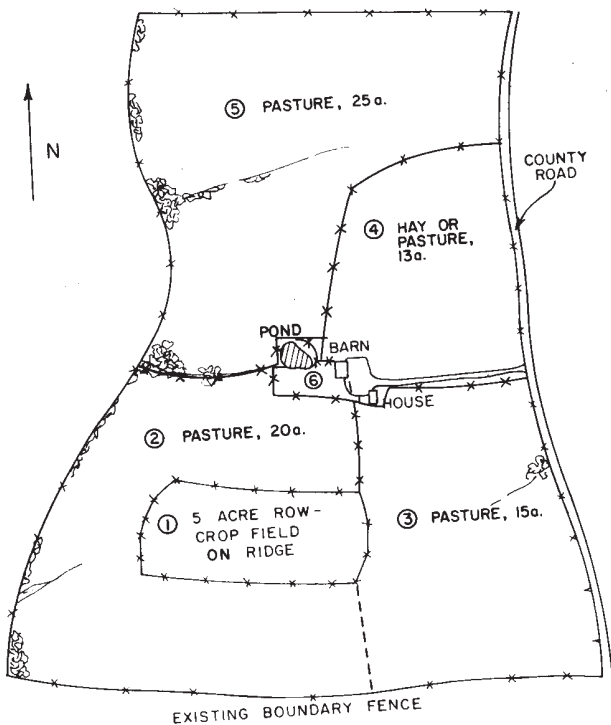 ⑤ PASTURE, 25a.
N
COUNTY
ROAD
④ HAY OR
PASTURE,
13a.
POND
BARN
⑥
HOUSE
② PASTURE, 20a.
① 5 ACRE ROW-
CROP FIELD
ON RIDGE
③ PASTURE, 15a.
EXISTING BOUNDARY FENCE